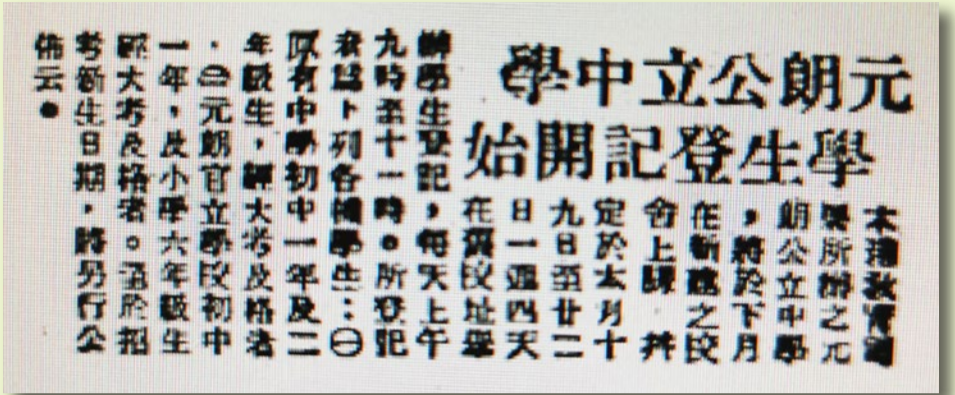 元朗公立中學
學生登記開始
本港教育
所辦之元
朗公立中學
，將於下月
在新建之校
舍上課 并
定於本月十
九日至廿二
日一連四天
在舊校址舉
辦學生登記，每天上午
九時至十一時。所登記
者為下列各種學生：㊀
原有中學初中一年及二
年級生，經大考及格者
．㊁元朗官立學校初中
一年，及小學六年級生
經大考及格者。至於招
考新生日期，將另行公
佈云●